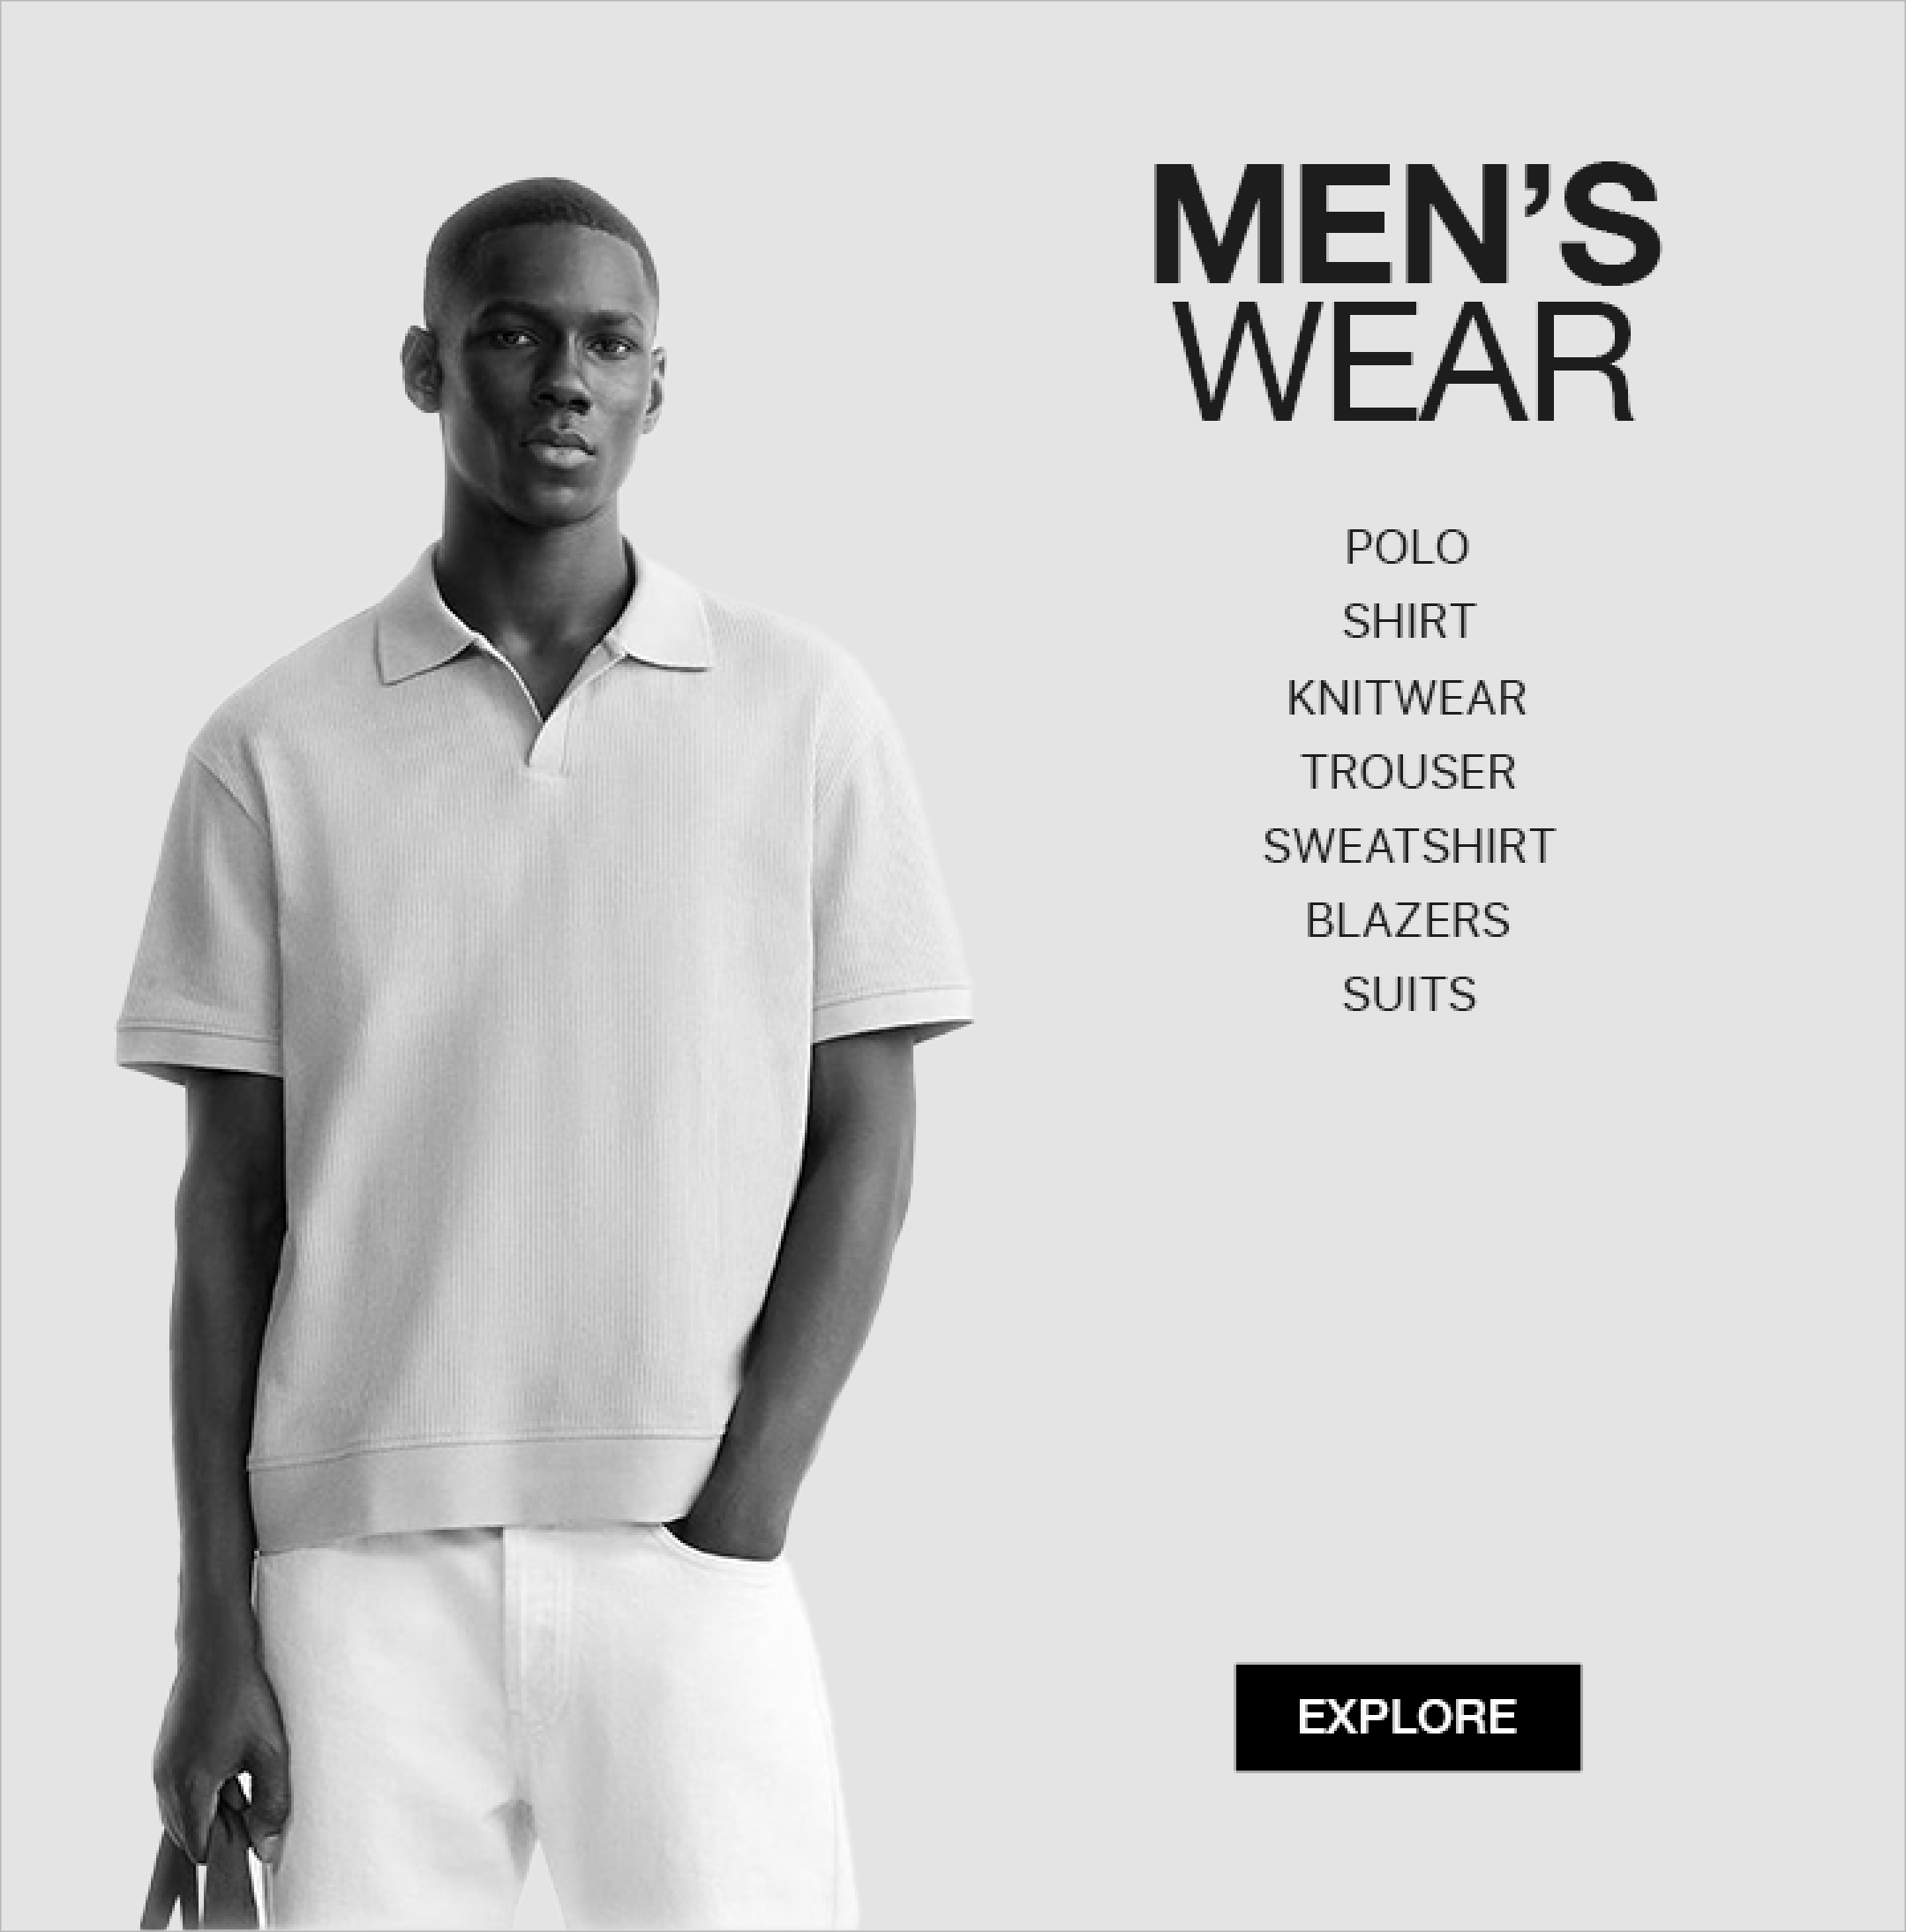 MEN’S
WEAR
POLO
SHIRT
KNITWEAR
TROUSER
SWEATSHIRT
BLAZERS
SUITS
EXPLORE